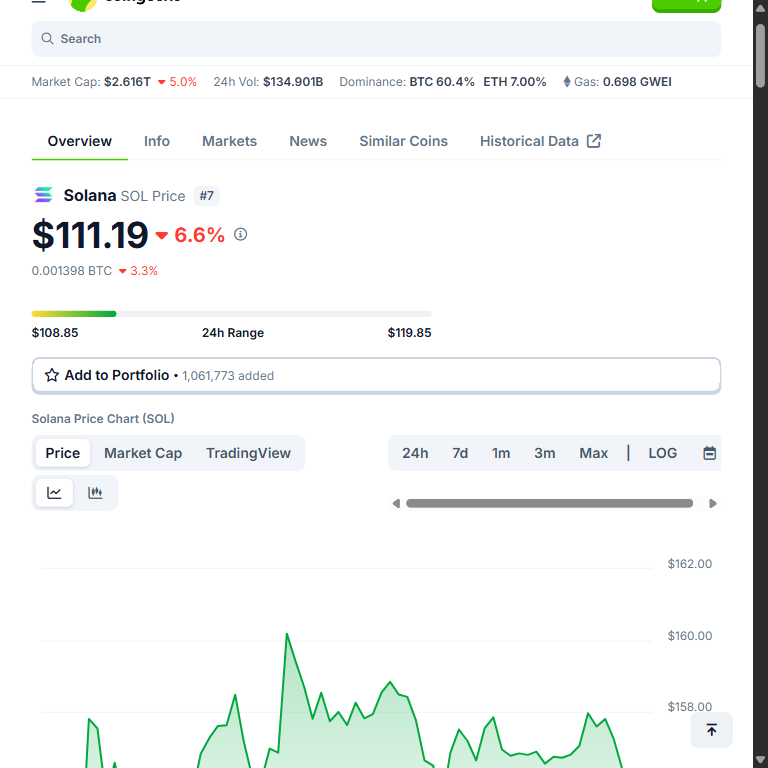 Search
Market Cap: $2.616T 5.0% 24h Vol: $134.901B Dominance: BTC 60.4% ETH 7.00% Gas: 0.698 GWEI
Overview Info Markets News Similar Coins Historical Data
Solana SOL Price #7
$111.19 6.6%
0.001398 BTC 3.3%
$108.85 24h Range $119.85
Add to Portfolio • 1,061,773 added
Solana Price Chart (SOL)
Price Market Cap TradingView 24h 7d 1m 3m Max | LOG
$162.00
$160.00
$158.00